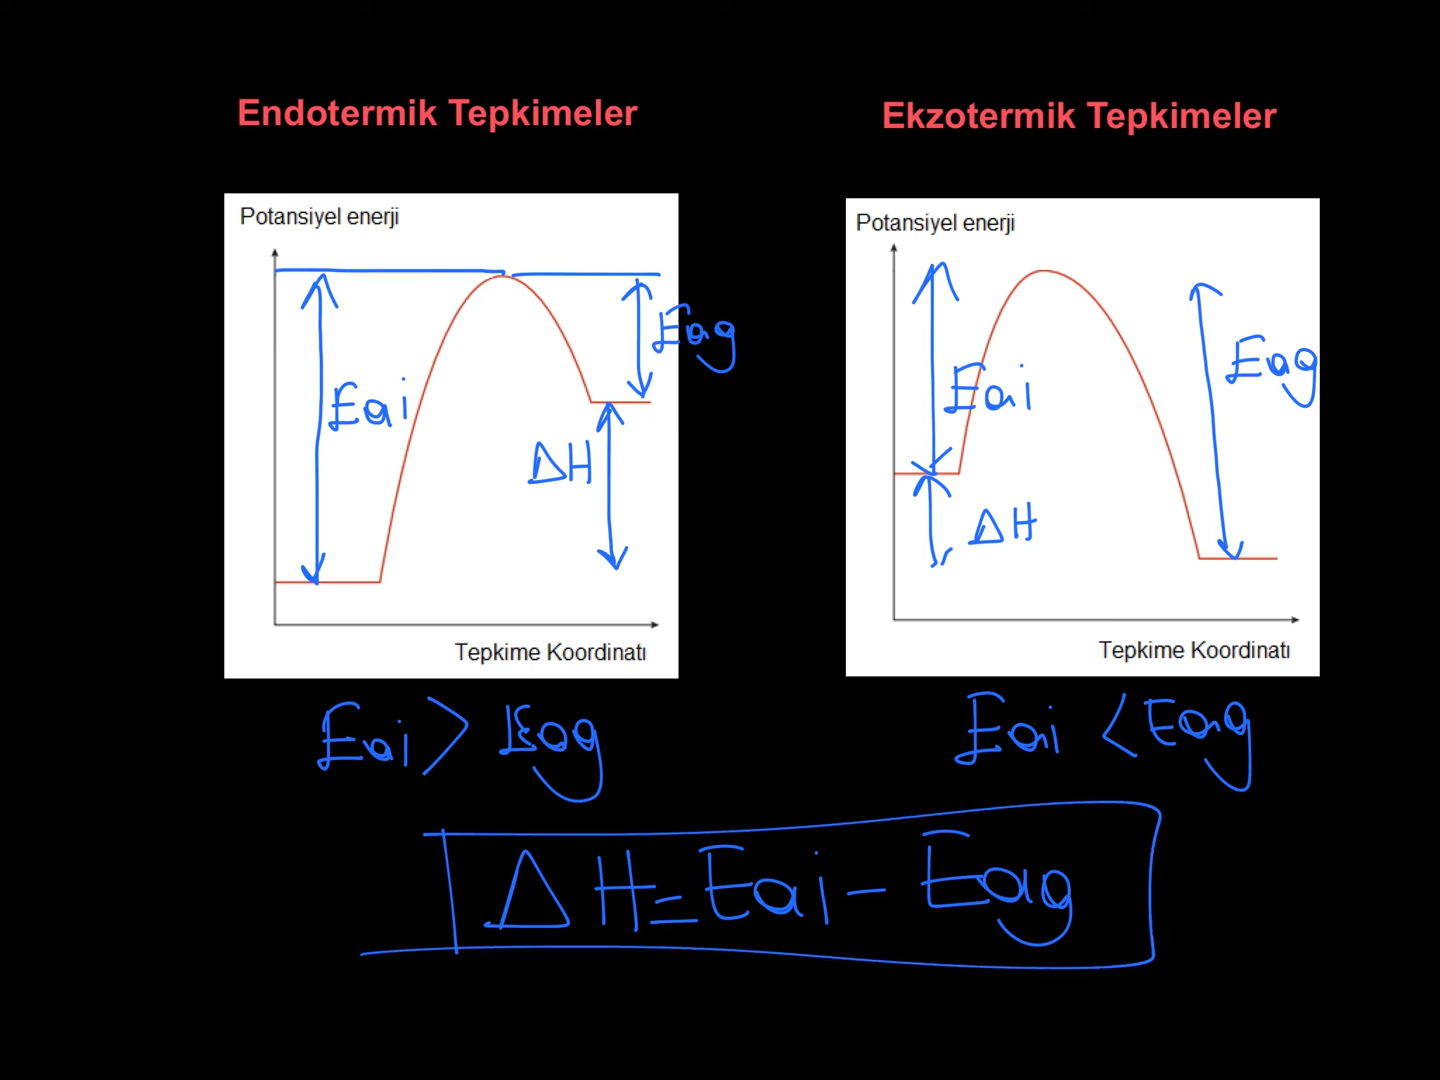 Endotermik Tepkimeler
Ekzotermik Tepkimeler
Potansiyel enerji
Eai
Eag
ΔH
Tepkime Koordinatı
Potansiyel enerji
Eai
Eag
ΔH
Tepkime Koordinatı
Eai > Eag
Eai < Eag
ΔH = Eai - Eag